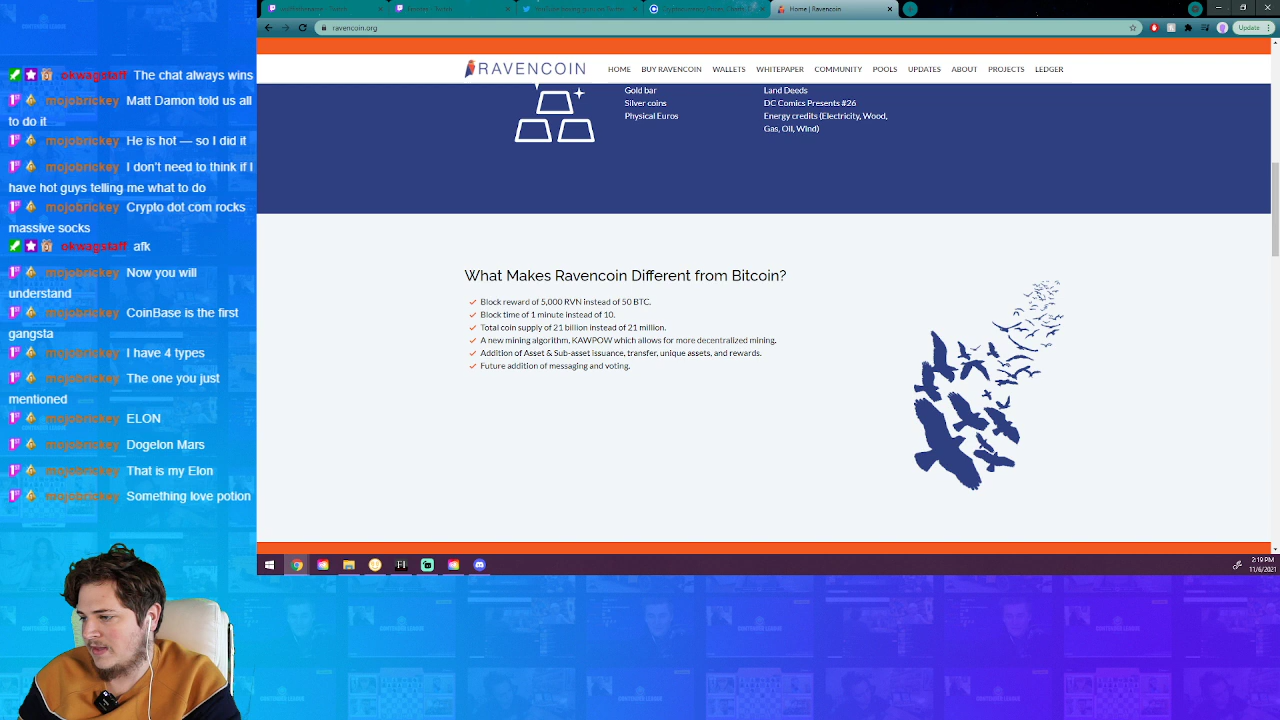 Home | Ravencoin
ravencoin.org
Update
RAVENCOIN
HOME BUY RAVENCOIN WALLETS WHITEPAPER COMMUNITY POOLS UPDATES ABOUT PROJECTS LEDGER
okwagstaff The chat always wins
mojobrickey Matt Damon told us all
to do it
mojobrickey He is hot — so I did it
mojobrickey I don't need to think if I
have hot guys telling me what to do
mojobrickey Crypto dot com rocks
massive socks
okwagstaff afk
mojobrickey Now you will
understand
mojobrickey CoinBase is the first
gangsta
mojobrickey I have 4 types
mojobrickey The one you just
mentioned
mojobrickey ELON
mojobrickey Dogelon Mars
mojobrickey That is my Elon
mojobrickey Something love potion
Gold bar
Silver coins
Physical Euros
Land Deeds
DC Comics Presents #26
Energy credits (Electricity, Wood,
Gas, Oil, Wind)
What Makes Ravencoin Different from Bitcoin?
Block reward of 5,000 RVN instead of 50 BTC.
Block time of 1 minute instead of 10.
Total coin supply of 21 billion instead of 21 million.
A new mining algorithm, KAWPOW which allows for more decentralized mining.
Addition of Asset & Sub-asset issuance, transfer, unique assets, and rewards.
Future addition of messaging and voting.
2:19 PM
11/6/2021